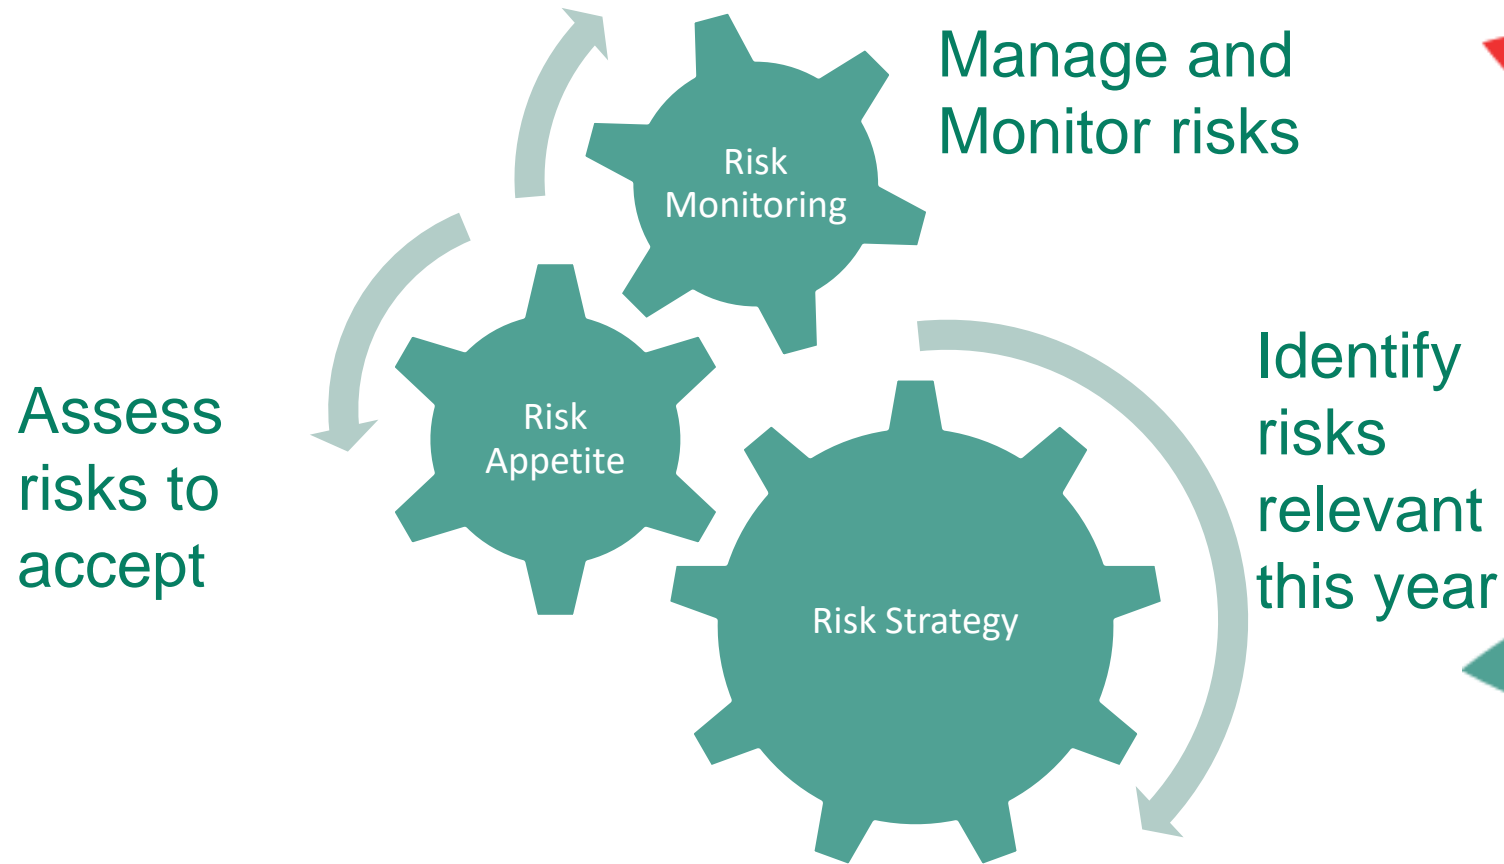 Manage and
Monitor risks
Risk
Monitoring
Assess
risks to
accept
Risk
Appetite
Identify
risks
relevant
this year
Risk Strategy